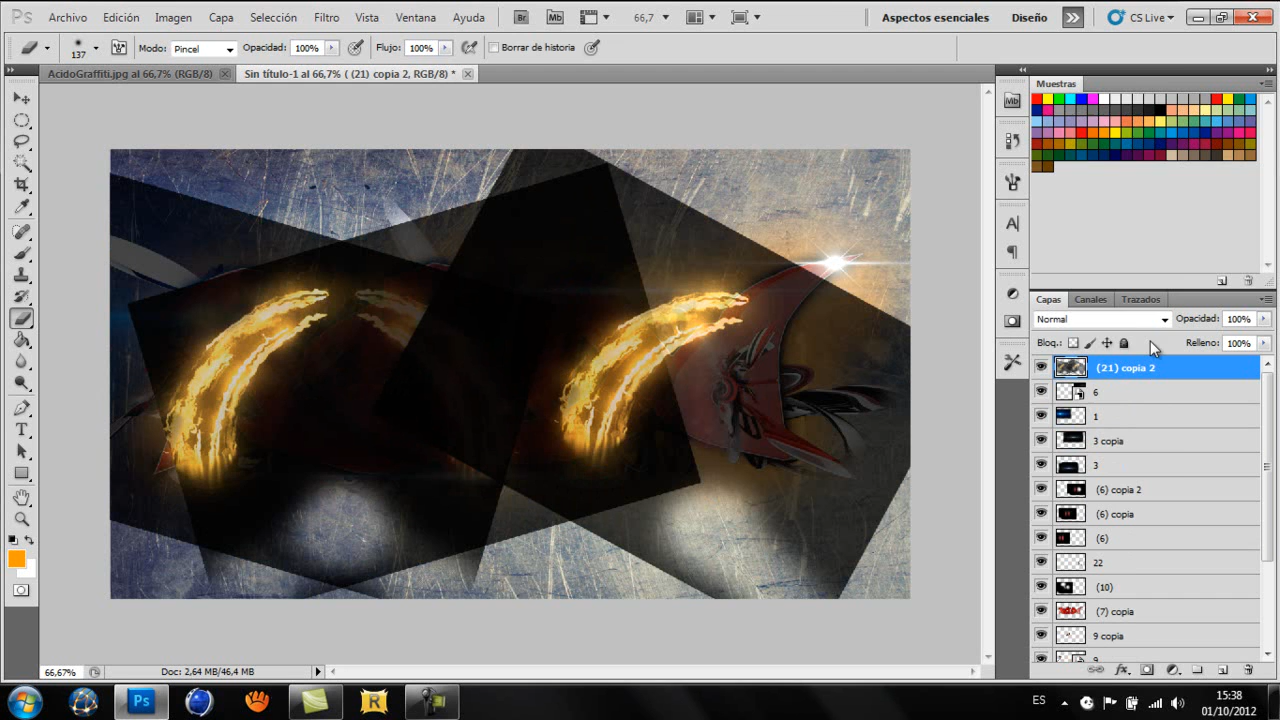 Ps Archivo Edición Imagen Capa Selección Filtro Vista Ventana Ayuda Br Mb 66,7 Aspectos esenciales Diseño CS Live
137 Modo: Pincel Opacidad: 100% Flujo: 100% Borrar de historia
AcidoGraffiti.jpg al 66,7% (RGB/8) Sin título-1 al 66,7% ( (21) copia 2, RGB/8) *
Muestras
Mb
Capas Canales Trazados
Normal Opacidad: 100%
Bloq.: Relleno: 100%
(21) copia 2
6
1
3 copia
3
(6) copia 2
(6) copia
(6)
22
(10)
(7) copia
9 copia
9
66,67% Doc: 2,64 MB/46,4 MB
Ps R ES 15:38
01/10/2012